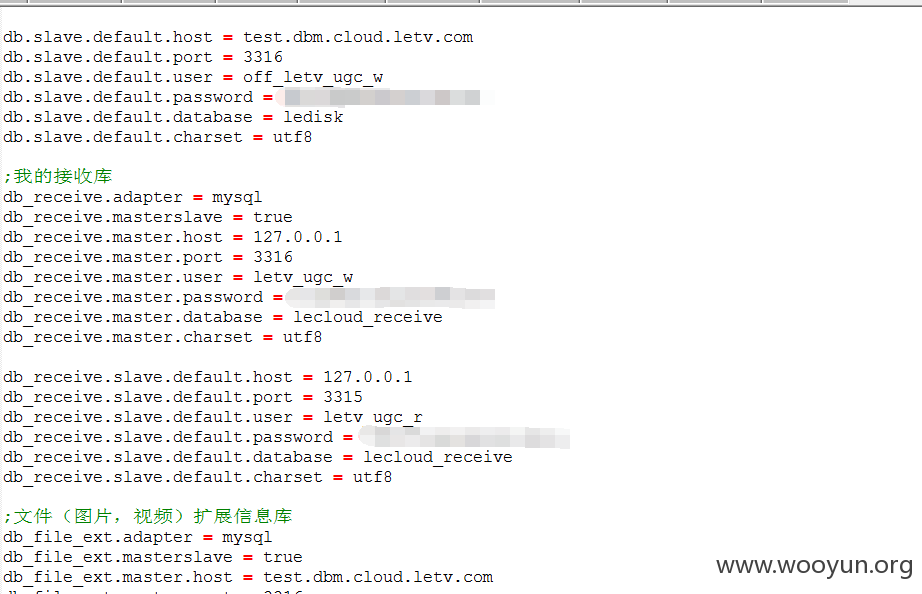 db.slave.default.host = test.dbm.cloud.letv.com
db.slave.default.port = 3316
db.slave.default.user = off_letv_ugc_w
db.slave.default.password =
db.slave.default.database = ledisk
db.slave.default.charset = utf8
;我的接收库
db_receive.adapter = mysql
db_receive.masterslave = true
db_receive.master.host = 127.0.0.1
db_receive.master.port = 3316
db_receive.master.user = letv_ugc_w
db_receive.master.password =
db_receive.master.database = lecloud_receive
db_receive.master.charset = utf8
db_receive.slave.default.host = 127.0.0.1
db_receive.slave.default.port = 3315
db_receive.slave.default.user = letv_ugc_r
db_receive.slave.default.password =
db_receive.slave.default.database = lecloud_receive
db_receive.slave.default.charset = utf8
;文件（图片，视频）扩展信息库
db_file_ext.adapter = mysql
db_file_ext.masterslave = true
db_file_ext.master.host = test.dbm.cloud.letv.com
www.wooyun.org